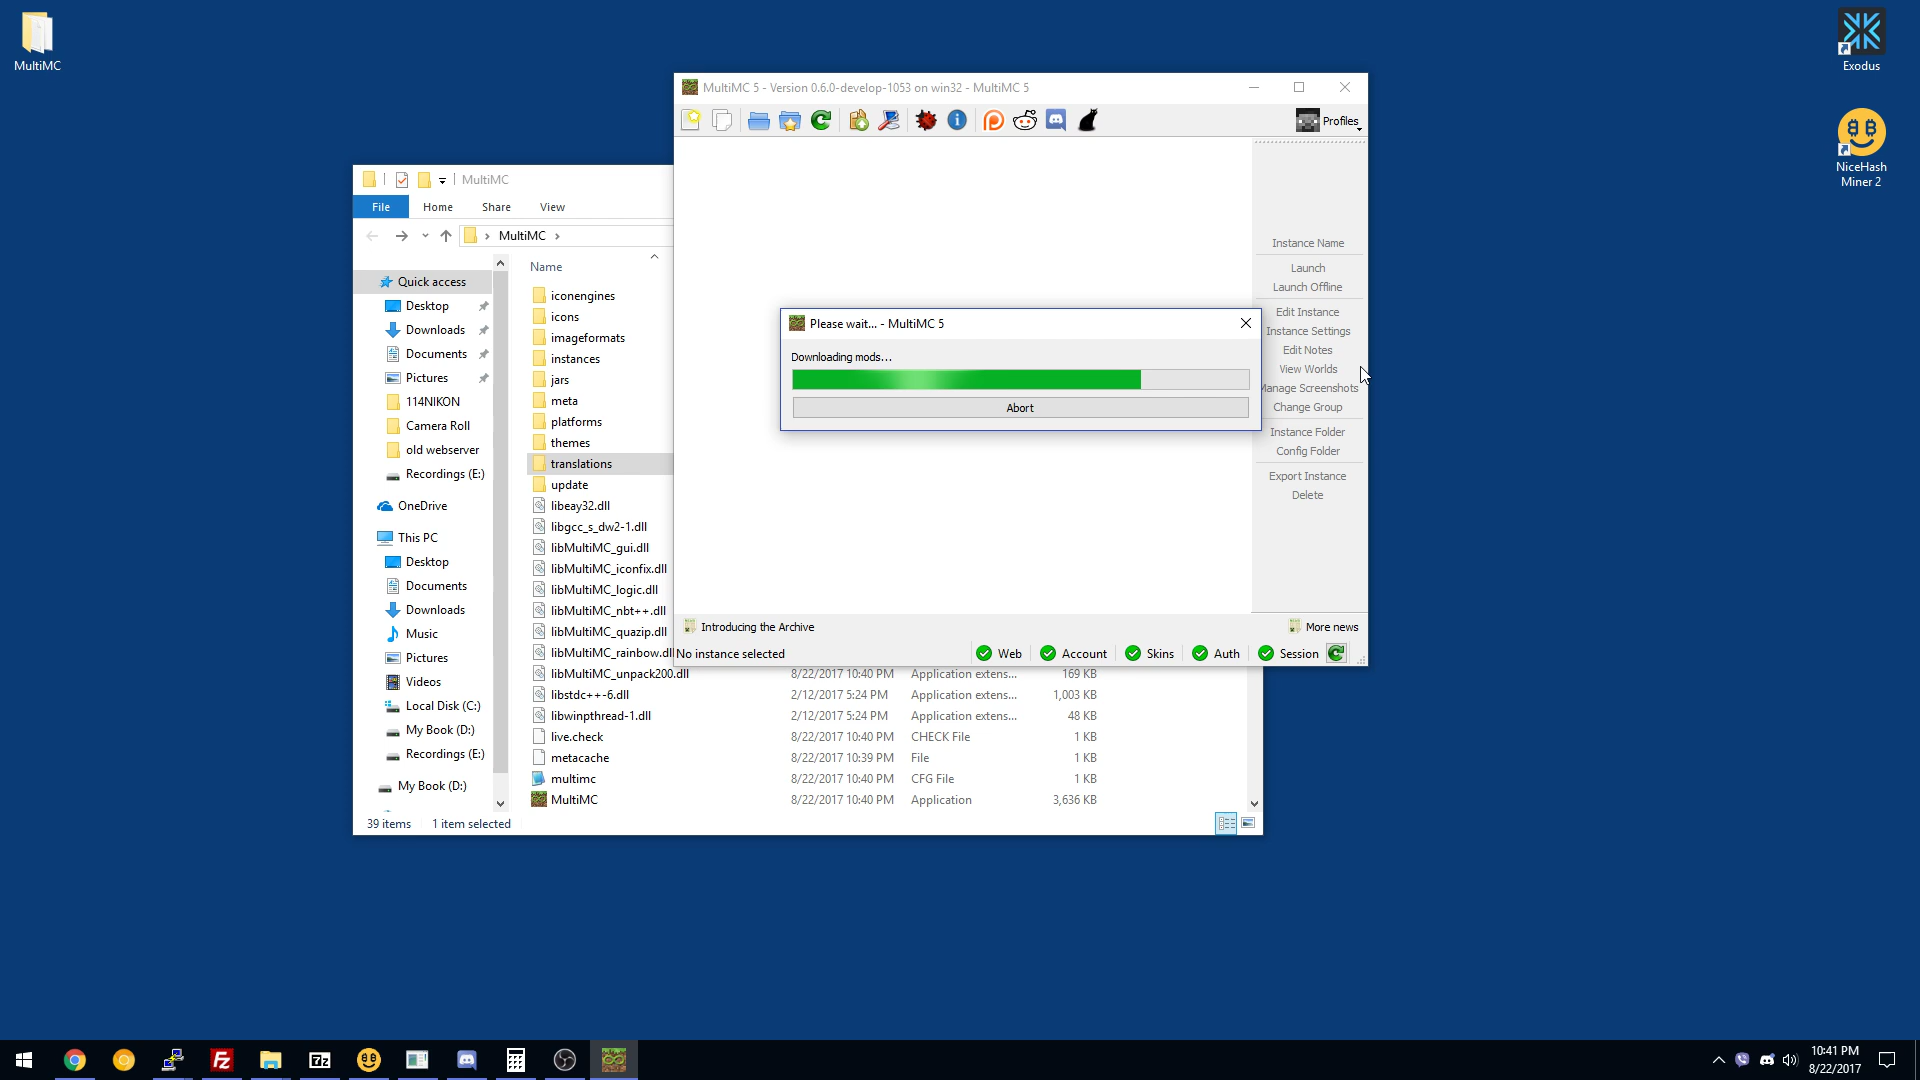 MultiMC
Exodus
NiceHash
Miner 2
MultiMC 5 - Version 0.6.0-develop-1053 on win32 - MultiMC 5
Profiles
MultiMC
File
Home
Share
View
MultiMC
Name
Quick access
Desktop
Downloads
Documents
Pictures
114NIKON
Camera Roll
old webserver
Recordings (E:)
OneDrive
This PC
Desktop
Documents
Downloads
Music
Pictures
Videos
Local Disk (C:)
My Book (D:)
Recordings (E:)
My Book (D:)
iconengines
icons
imageformats
instances
jars
meta
platforms
themes
translations
update
libeay32.dll
libgcc_s_dw2-1.dll
libMultiMC_gui.dll
libMultiMC_iconfix.dll
libMultiMC_logic.dll
libMultiMC_nbt++.dll
libMultiMC_quazip.dll
libMultiMC_rainbow.dll
libMultiMC_unpack200.dll 8/22/2017 10:40 PM Application extens... 169 KB
libstdc++-6.dll 2/12/2017 5:24 PM Application extens... 1,003 KB
libwinpthread-1.dll 2/12/2017 5:24 PM Application extens... 48 KB
live.check 8/22/2017 10:40 PM CHECK File 1 KB
metacache 8/22/2017 10:39 PM File 1 KB
multimc 8/22/2017 10:40 PM CFG File 1 KB
MultiMC 8/22/2017 10:40 PM Application 3,636 KB
39 items 1 item selected
Please wait... - MultiMC 5
Downloading mods...
Abort
Instance Name
Launch
Launch Offline
Edit Instance
Instance Settings
Edit Notes
View Worlds
Manage Screenshots
Change Group
Instance Folder
Config Folder
Export Instance
Delete
Introducing the Archive
More news
No instance selected
Web
Account
Skins
Auth
Session
FZ
7z
10:41 PM
8/22/2017